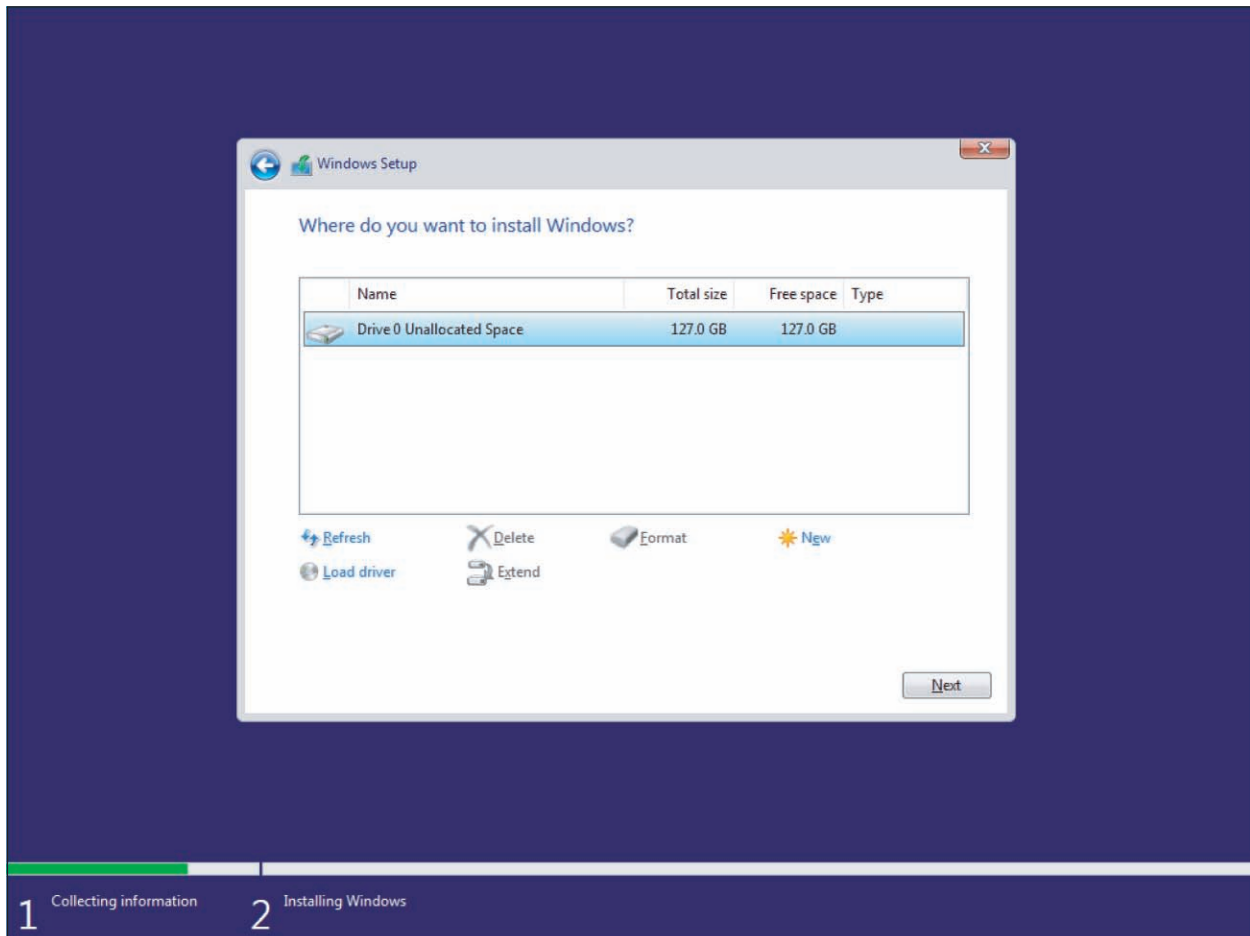 Windows Setup
Where do you want to install Windows?
Name Total size Free space Type
Drive 0 Unallocated Space 127.0 GB 127.0 GB
Refresh Delete Format New
Load driver Extend
Next
1 Collecting information 2 Installing Windows